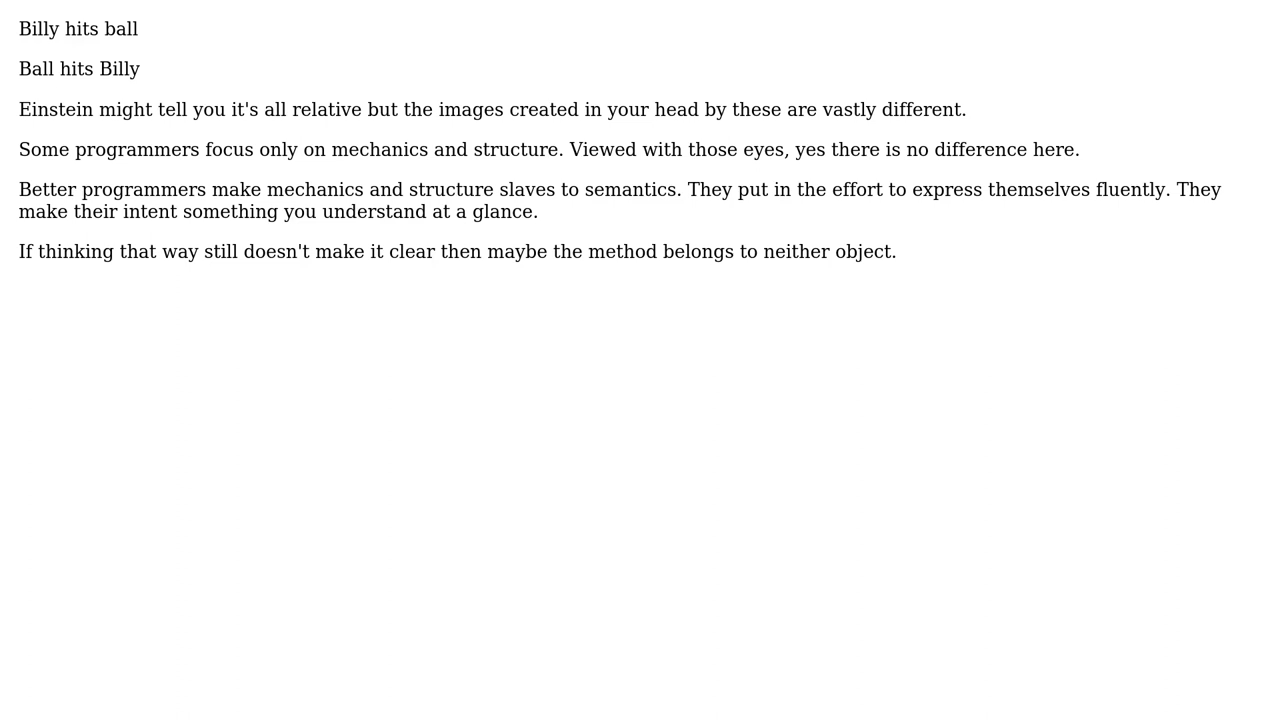 Billy hits ball
Ball hits Billy
Einstein might tell you it's all relative but the images created in your head by these are vastly different.
Some programmers focus only on mechanics and structure. Viewed with those eyes, yes there is no difference here.
Better programmers make mechanics and structure slaves to semantics. They put in the effort to express themselves fluently. They
make their intent something you understand at a glance.
If thinking that way still doesn't make it clear then maybe the method belongs to neither object.